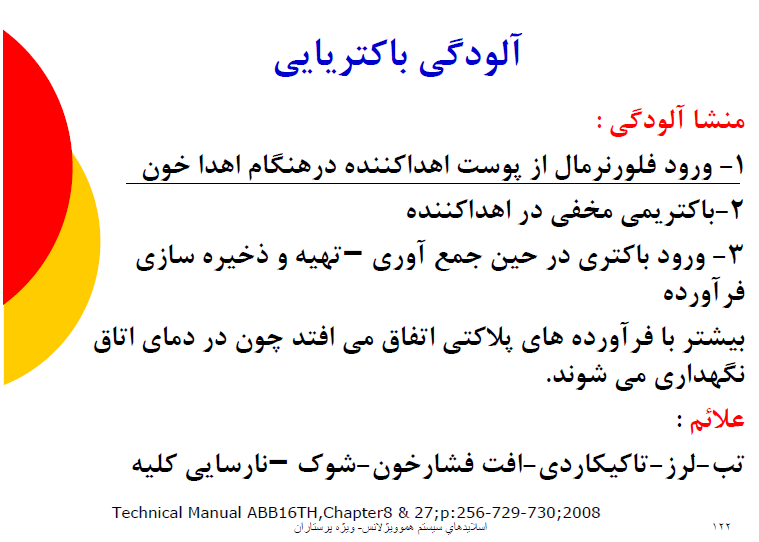 آلودگی باکتریایی
منشا آلودگی :
۱- ورود فلورنرمال از پوست اهداکننده درهنگام اهدا خون
۲-باکتریمی مخفی در اهداکننده
۳- ورود باکتری در حین جمع آوری –تهیه و ذخیره سازی
فرآورده
بیشتر با فرآورده های پلاکتی اتفاق می افتد چون در دمای اتاق
نگهداری می شوند.
علائم :
تب-لرز-تاکیکاردی-افت فشارخون-شوک –نارسایی کلیه
Technical Manual ABB16TH,Chapter8 & 27;p:256-729-730;2008
اسلایدهاي سیستم هموویژلانس- ویژه پرستاران
۱۲۲